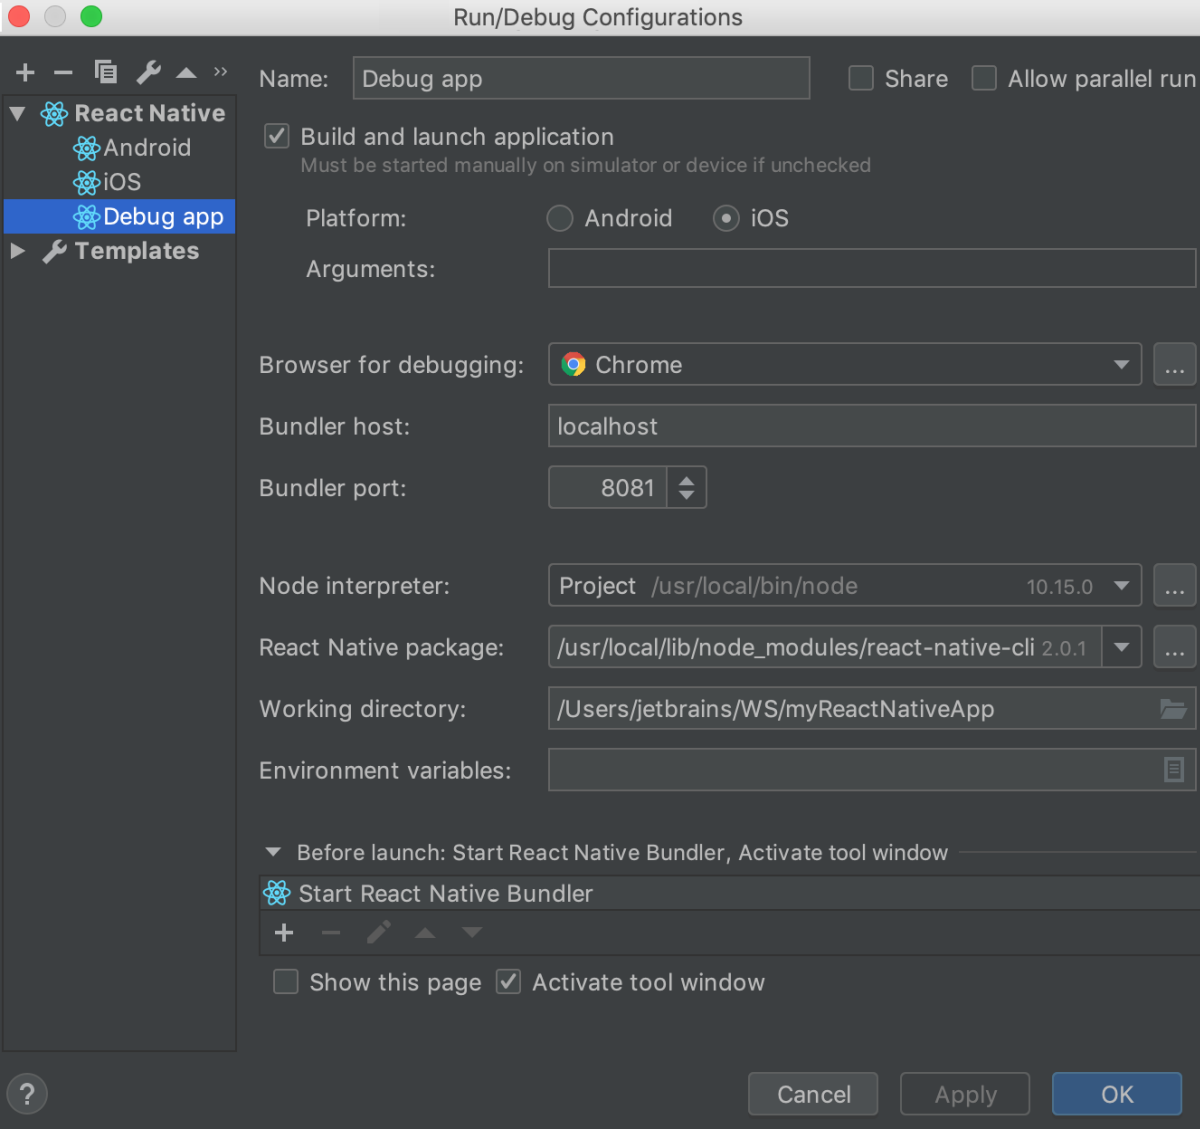 Run/Debug Configurations
Name: Debug app Share Allow parallel run
React Native
Android
iOS
Debug app
Templates
Build and launch application
Must be started manually on simulator or device if unchecked
Platform: Android iOS
Arguments:
Browser for debugging: Chrome ...
Bundler host: localhost
Bundler port: 8081
Node interpreter: Project /usr/local/bin/node 10.15.0 ...
React Native package: /usr/local/lib/node_modules/react-native-cli 2.0.1 ...
Working directory: /Users/jetbrains/WS/myReactNativeApp
Environment variables:
Before launch: Start React Native Bundler, Activate tool window
Start React Native Bundler
Show this page Activate tool window
? Cancel Apply OK